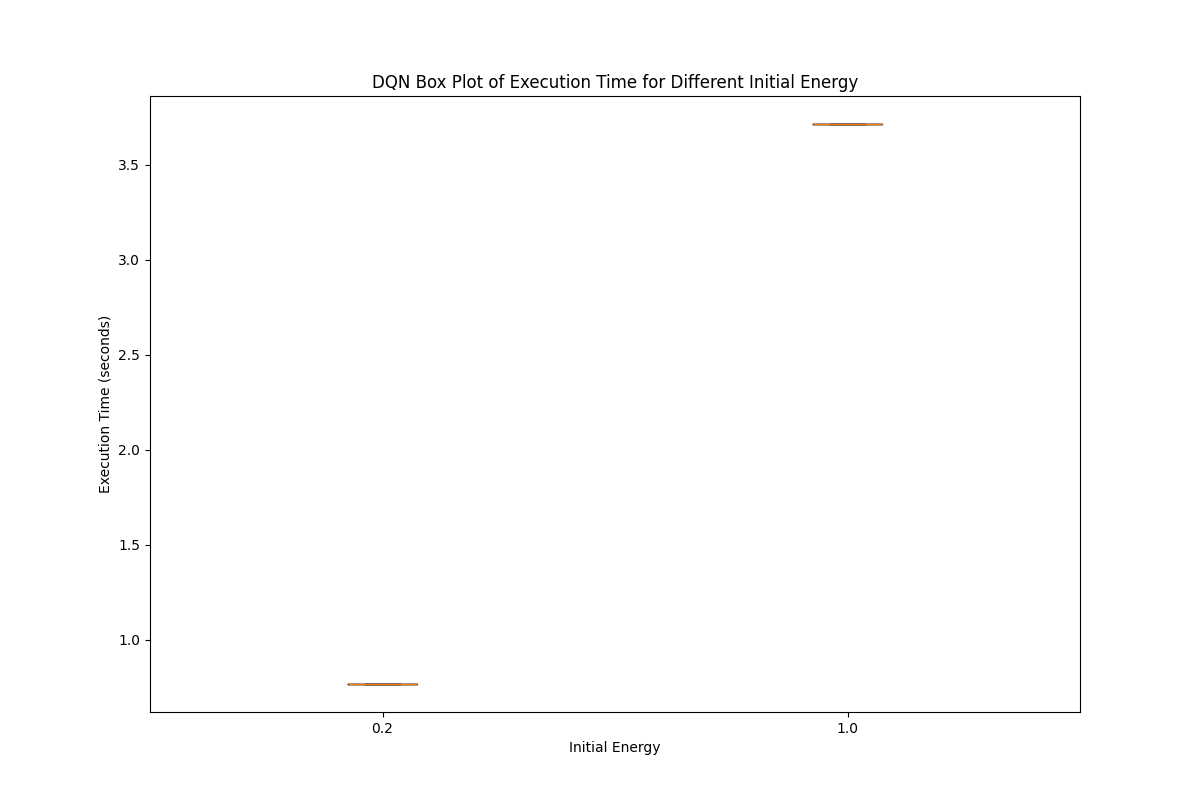 DQN Box Plot of Execution Time for Different Initial Energy
3.5
3.0
2.5
2.0
1.5
1.0
Execution Time (seconds)
0.2
1.0
Initial Energy